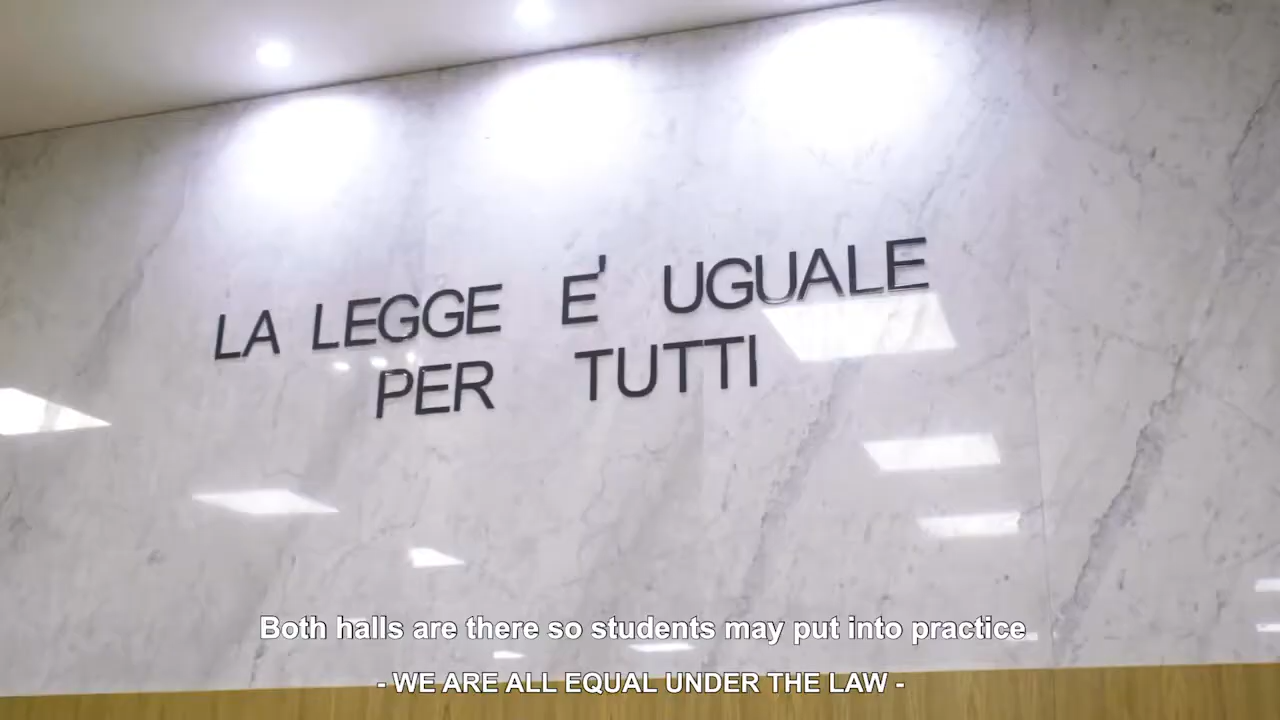 LA LEGGE E' UGUALE
PER TUTTI
Both halls are there so students may put into practice
- WE ARE ALL EQUAL UNDER THE LAW -